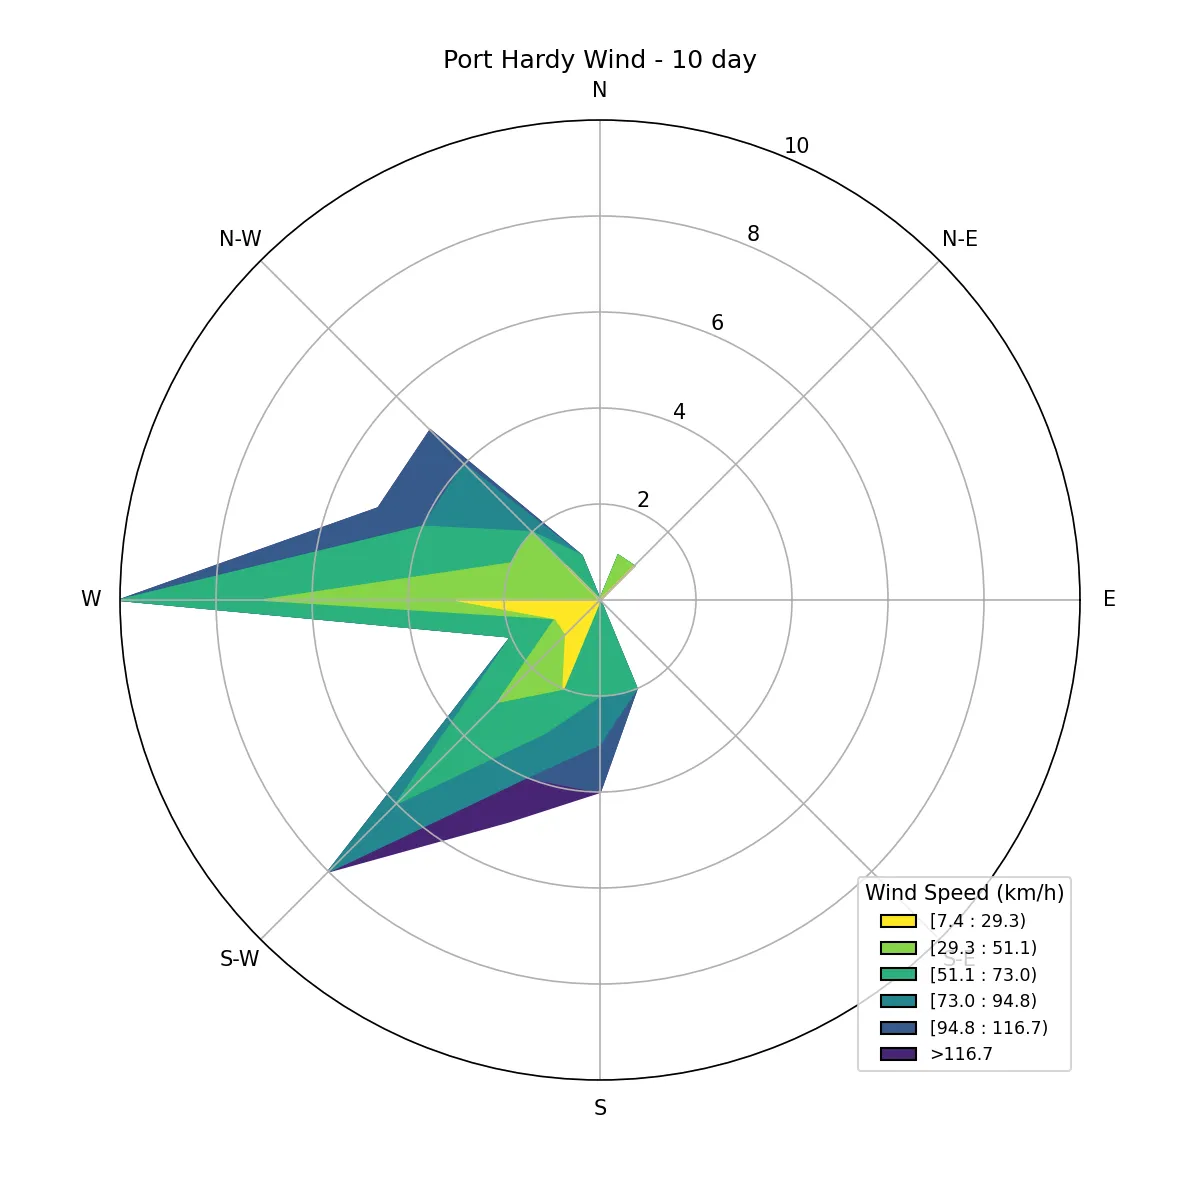 Port Hardy Wind - 10 day
N
10
N-W
N-E
8
6
4
2
W
E
S-W
S-E
S
Wind Speed (km/h)
[7.4 : 29.3)
[29.3 : 51.1)
[51.1 : 73.0)
[73.0 : 94.8)
[94.8 : 116.7)
>116.7